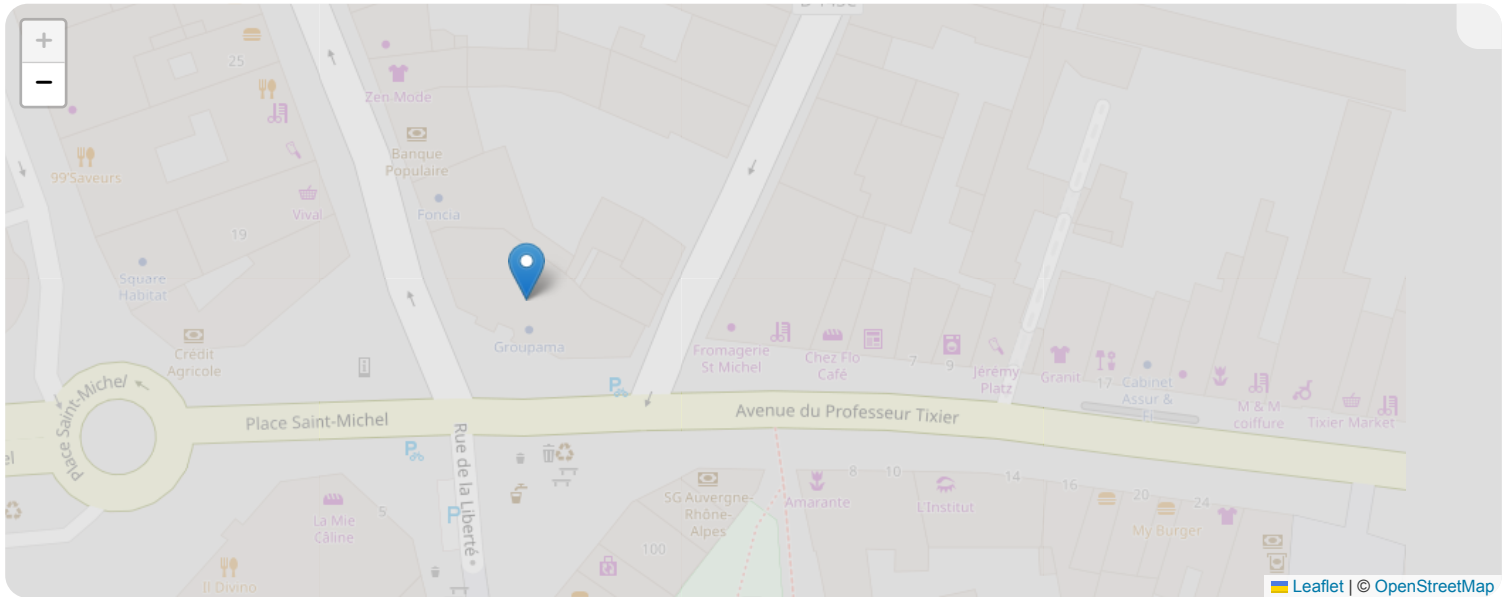 +
−
25
Zen Mode
Banque
Populaire
99'Saveurs
Vival
Foncia
19
Square
Habitat
Crédit
Agricole
Groupama
Fromagerie
St Michel
Chez Flo
Café
7
9
Jérémy
Platz
Granit
17
Cabinet
Assur &
M & M
coiffure
Tixier Market
P
Place Saint-Michel
Place Saint-Michel
Avenue du Professeur Tixier
Rue de la Liberté
P
P
5
La Mie
Câline
Il Divino
SG Auvergne-
Rhône-
Alpes
100
8
10
14
16
20
24
Amarante
L'Institut
My Burger
Leaflet | © OpenStreetMap